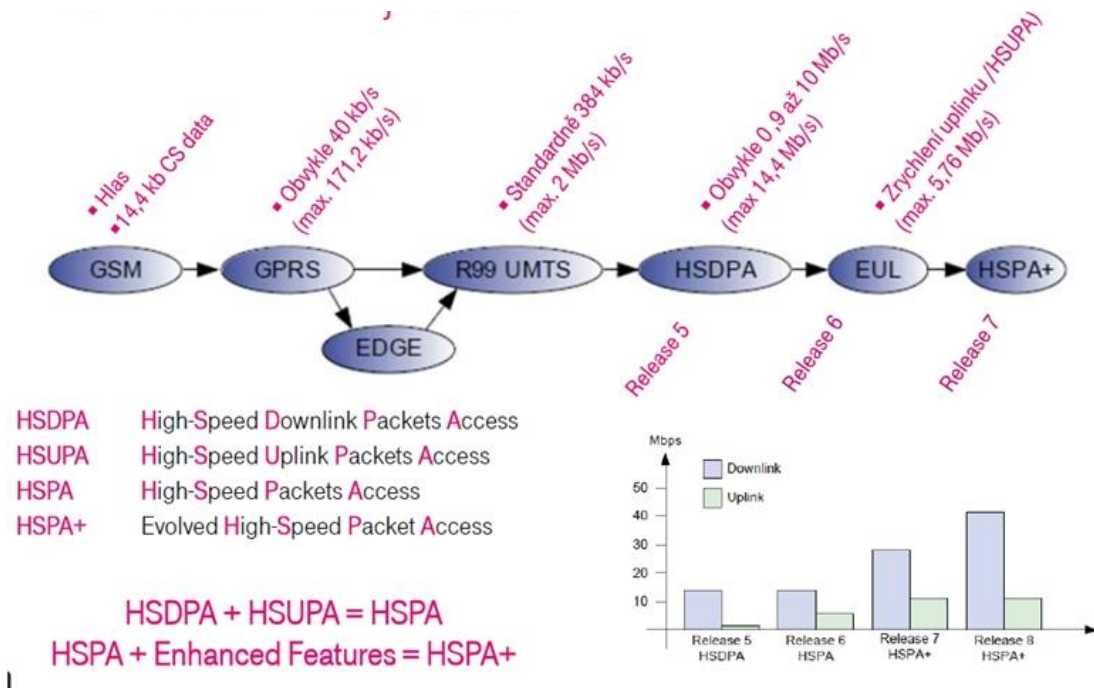 ▪ Hlas
▪14,4 kb CS data
▪ Obvykle 40 kb/s
(max. 171,2 kb/s)
▪ Standardně 384 kb/s
(max. 2 Mb/s)
▪ Obvykle 0,9 až 10 Mb/s
(max 14,4 Mb/s)
▪ Zrychlení uplinku /HSUPA)
(max. 5,76 Mb/s)
GSM
GPRS
R99 UMTS
HSDPA
EUL
HSPA+
EDGE
Release 5
Release 6
Release 7
HSDPA High-Speed Downlink Packets Access
HSUPA High-Speed Uplink Packets Access
HSPA High-Speed Packets Access
HSPA+ Evolved High-Speed Packet Access
HSDPA + HSUPA = HSPA
HSPA + Enhanced Features = HSPA+
Mbps
Downlink
Uplink
50
40
30
20
10
Release 5
HSDPA
Release 6
HSPA
Release 7
HSPA+
Release 8
HSPA+